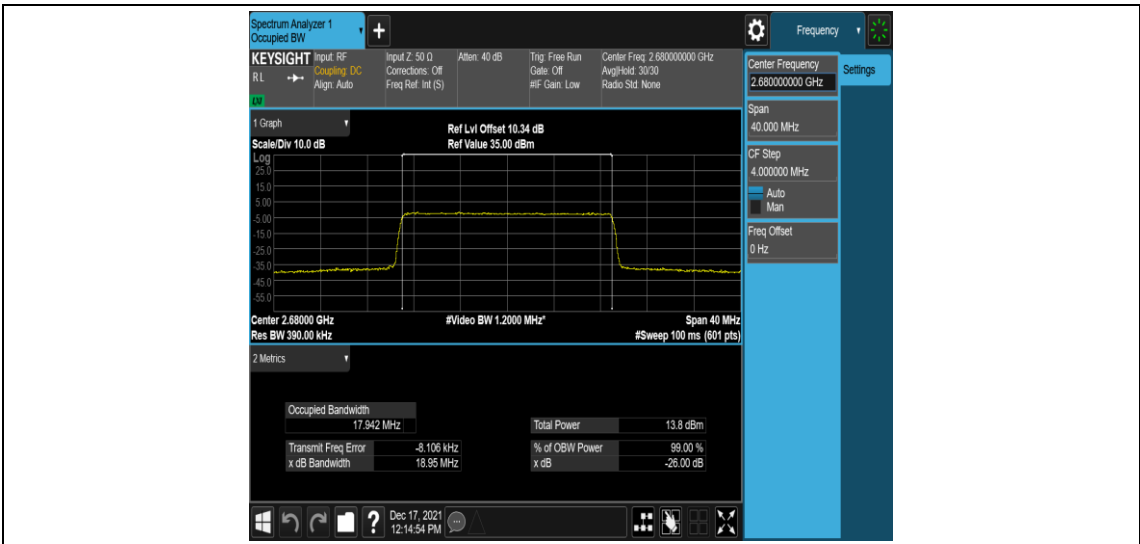 Spectrum Analyzer 1
Occupied BW
+
Frequency
KEYSIGHT
RL
LXI
Input: RF
Coupling: DC
Align: Auto
Input Z: 50 Ω
Corrections: Off
Freq Ref: Int (S)
Atten: 40 dB
Trig: Free Run
Gate: Off
#IF Gain: Low
Center Freq: 2.680000000 GHz
Avg|Hold: 30/30
Radio Std: None
Center Frequency
2.680000000 GHz
Settings
Span
40.000 MHz
CF Step
4.000000 MHz
Auto
Man
Freq Offset
0 Hz
1 Graph
Scale/Div 10.0 dB
Ref Lvl Offset 10.34 dB
Ref Value 35.00 dBm
Log
25.0
15.0
5.00
-5.00
-15.0
-25.0
-35.0
-45.0
-55.0
Center 2.68000 GHz
#Video BW 1.2000 MHz*
Span 40 MHz
Res BW 390.00 kHz
#Sweep 100 ms (601 pts)
2 Metrics
Occupied Bandwidth
17.942 MHz
Total Power 13.8 dBm
Transmit Freq Error -8.106 kHz
% of OBW Power 99.00 %
x dB Bandwidth 18.95 MHz
x dB -26.00 dB
?
Dec 17, 2021
12:14:54 PM